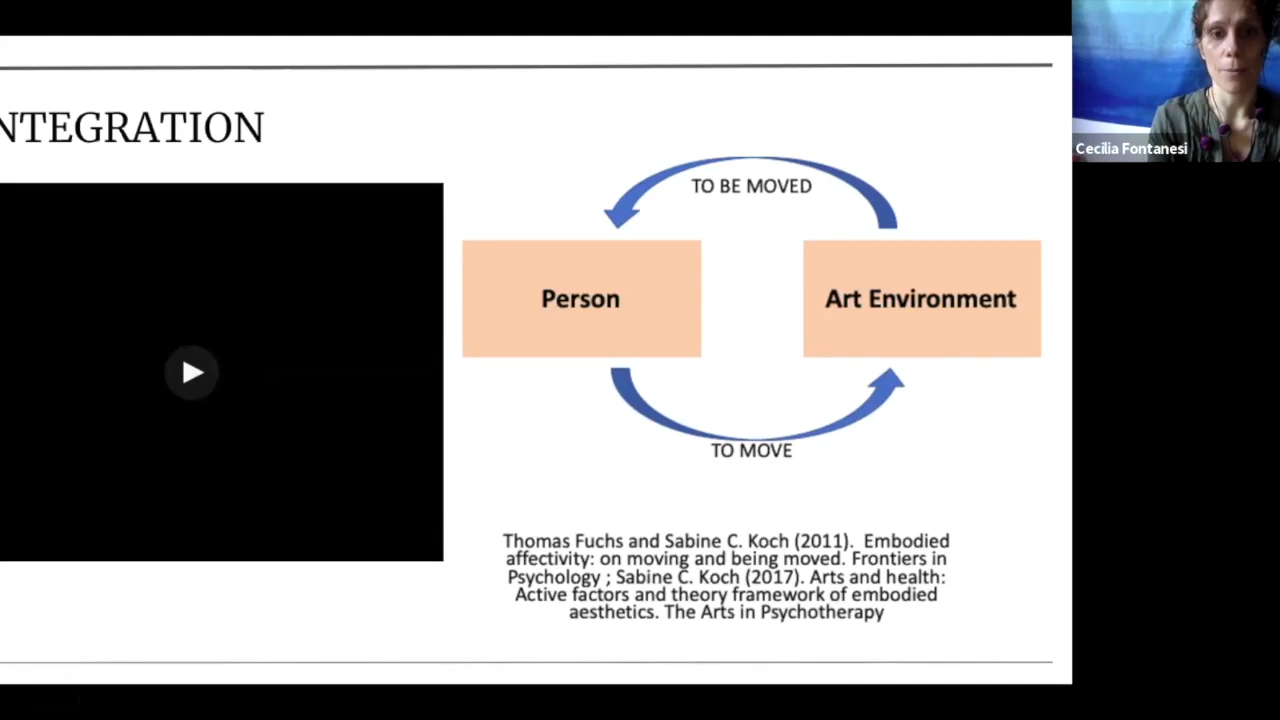 NTEGRATION
TO BE MOVED
Person
Art Environment
TO MOVE
Thomas Fuchs and Sabine C. Koch (2011).  Embodied
affectivity: on moving and being moved. Frontiers in
Psychology ; Sabine C. Koch (2017). Arts and health:
Active factors and theory framework of embodied
aesthetics. The Arts in Psychotherapy
Cecilia Fontanesi